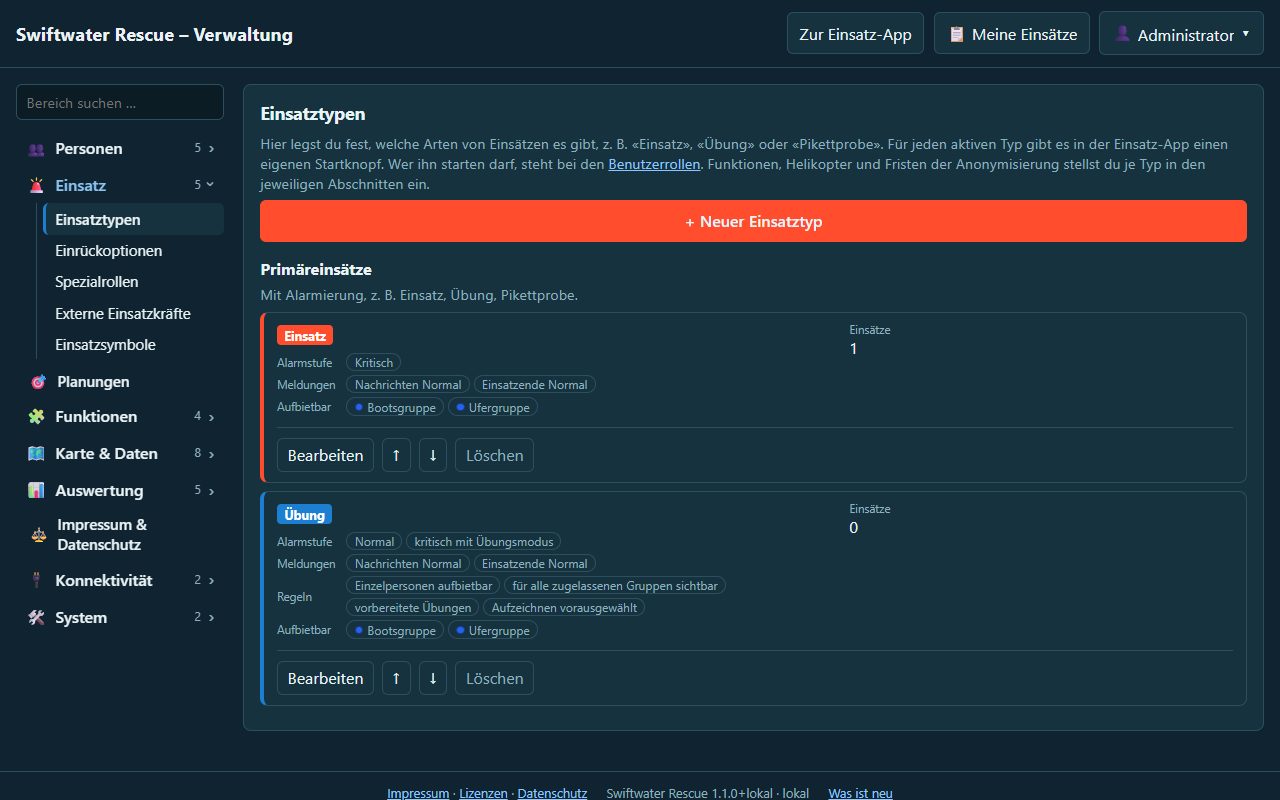 Swiftwater Rescue – Verwaltung
Zur Einsatz-App
Meine Einsätze
Administrator
Bereich suchen ...
Personen 5
Einsatz 5
Einsatztypen
Einrückoptionen
Spezialrollen
Externe Einsatzkräfte
Einsatzsymbole
Planungen
Funktionen 4
Karte & Daten 8
Auswertung 5
Impressum &
Datenschutz
Konnektivität 2
System 2
Einsatztypen
Hier legst du fest, welche Arten von Einsätzen es gibt, z. B. «Einsatz», «Übung» oder «Pikettprobe». Für jeden aktiven Typ gibt es in der Einsatz-App einen
eigenen Startknopf. Wer ihn starten darf, steht bei den Benutzerrollen. Funktionen, Helikopter und Fristen der Anonymisierung stellst du je Typ in den
jeweiligen Abschnitten ein.
+ Neuer Einsatztyp
Primäreinsätze
Mit Alarmierung, z. B. Einsatz, Übung, Pikettprobe.
Einsatz
Alarmstufe Kritisch
Meldungen Nachrichten Normal Einsatzende Normal
Aufbietbar Bootsgruppe Ufergruppe
Einsätze
1
Bearbeiten ↑ ↓ Löschen
Übung
Alarmstufe Normal kritisch mit Übungsmodus
Meldungen Nachrichten Normal Einsatzende Normal
Regeln Einzelpersonen aufbietbar für alle zugelassenen Gruppen sichtbar
vorbereitete Übungen Aufzeichnen vorausgewählt
Aufbietbar Bootsgruppe Ufergruppe
Einsätze
0
Bearbeiten ↑ ↓ Löschen
Impressum · Lizenzen · Datenschutz Swiftwater Rescue 1.1.0+lokal · lokal Was ist neu